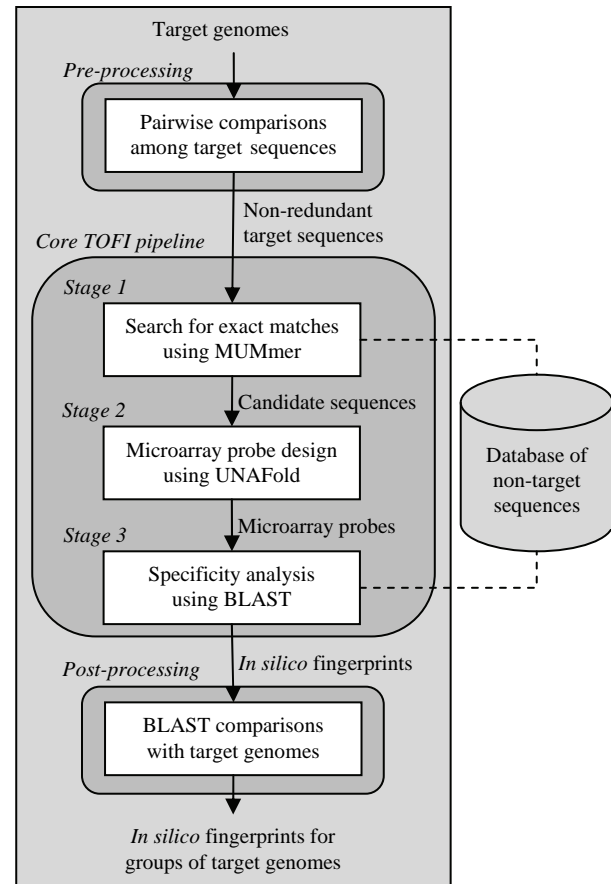 Target genomes
Pre-processing
Pairwise comparisons
among target sequences
Non-redundant
target sequences
Core TOFI pipeline
Stage 1
Search for exact matches
using MUMmer
Candidate sequences
Stage 2
Microarray probe design
using UNAFold
Database of
non-target
sequences
Microarray probes
Stage 3
Specificity analysis
using BLAST
In silico fingerprints
Post-processing
BLAST comparisons
with target genomes
In silico fingerprints for
groups of target genomes